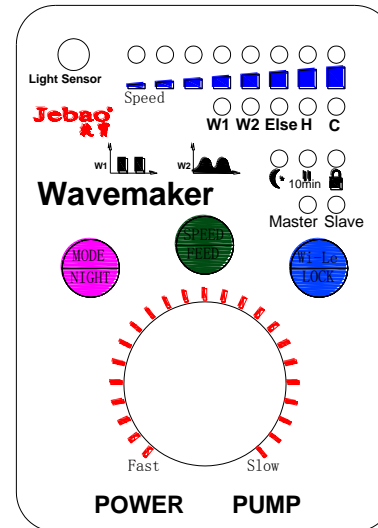 Light Sensor
Speed
Jebao®
W1 W2 Else H C
W1 W2
10min
Wavemaker
Master Slave
MODE
NIGHT
SPEED
FEED
Wi-Le
LOCK
Fast Slow
POWER PUMP